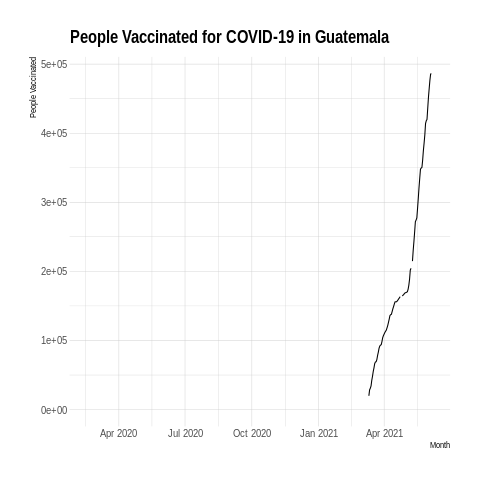 People Vaccinated for COVID-19 in Guatemala
People Vaccinated
5e+05
4e+05
3e+05
2e+05
1e+05
0e+00
Apr 2020 Jul 2020 Oct 2020 Jan 2021 Apr 2021
Month